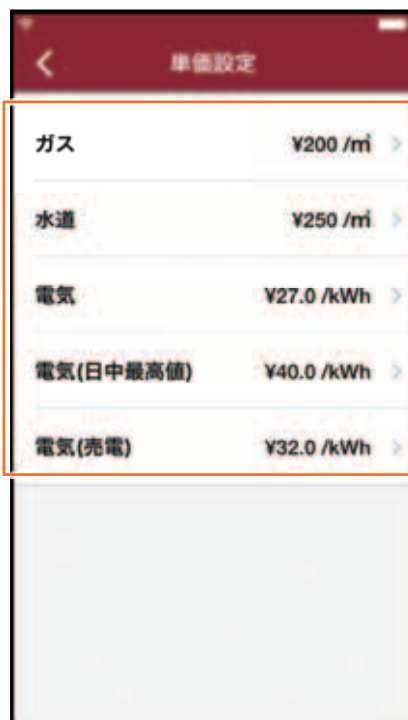 単価設定
ガス ¥200 /㎥
水道 ¥250 /㎥
電気 ¥27.0 /kWh
電気(日中最高値) ¥40.0 /kWh
電気(売電) ¥32.0 /kWh